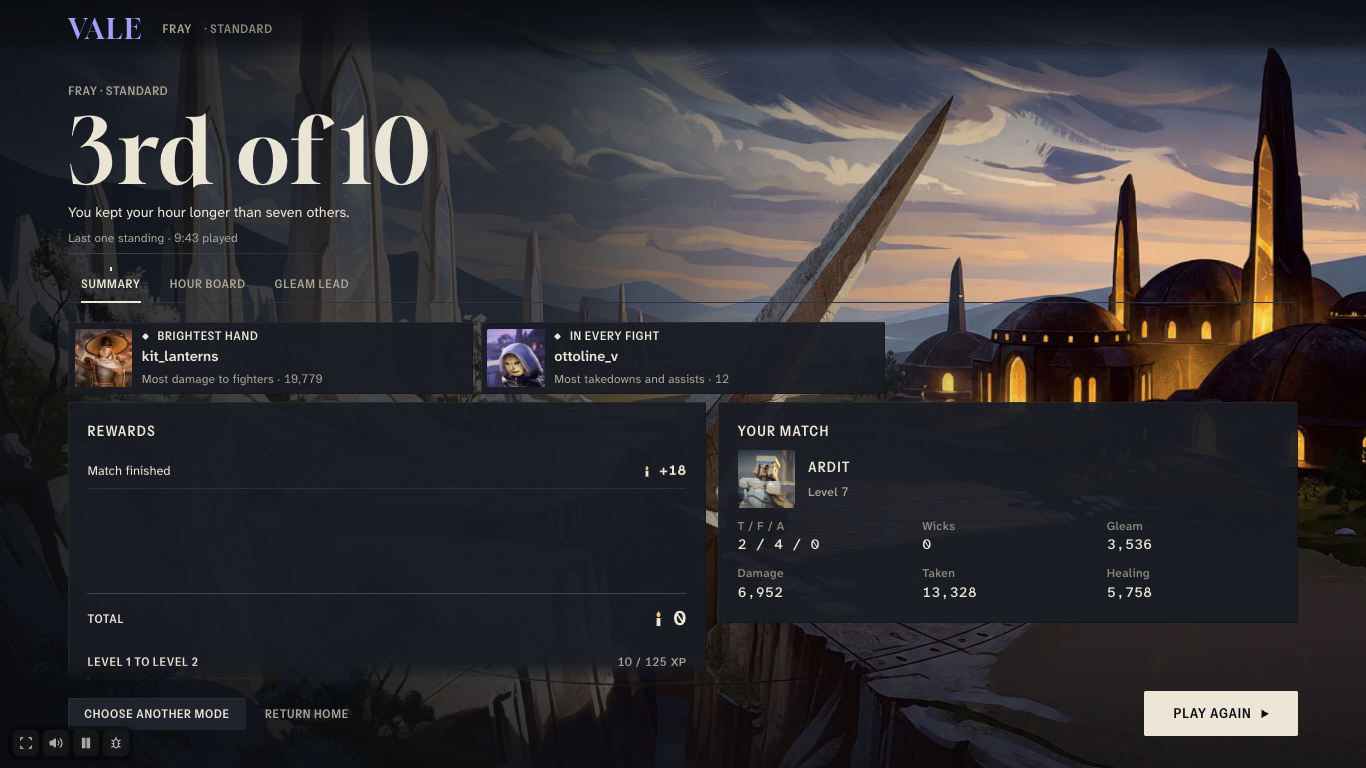 VALE FRAY · STANDARD
FRAY · STANDARD
3rd of 10
You kept your hour longer than seven others.
Last one standing · 9:43 played
SUMMARY HOUR BOARD GLEAM LEAD
BRIGHTEST HAND
kit_lanterns
Most damage to fighters · 19,779
IN EVERY FIGHT
ottoline_v
Most takedowns and assists · 12
REWARDS
Match finished +18
TOTAL 0
LEVEL 1 TO LEVEL 2 10 / 125 XP
YOUR MATCH
ARDIT
Level 7
T / F / A Wicks Gleam
2 / 4 / 0 0 3,536
Damage Taken Healing
6,952 13,328 5,758
CHOOSE ANOTHER MODE RETURN HOME
PLAY AGAIN